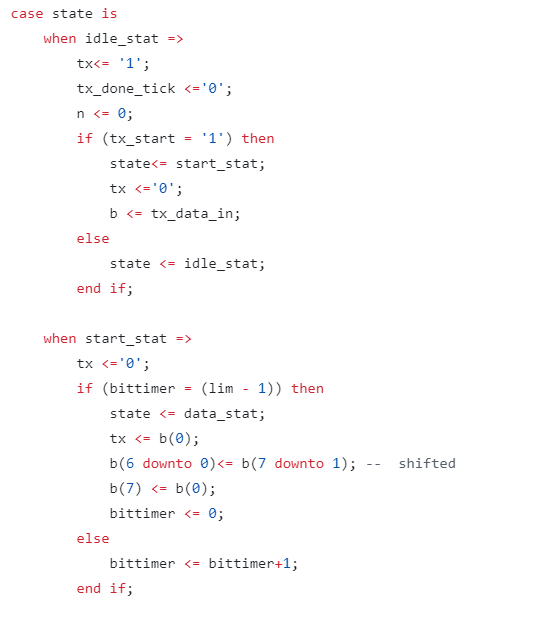 case state is
    when idle_stat =>
        tx<= '1';
        tx_done_tick <='0';
        n <= 0;
        if (tx_start = '1') then
            state<= start_stat;
            tx <='0';
            b <= tx_data_in;
        else
            state <= idle_stat;
        end if;

    when start_stat =>
        tx <='0';
        if (bittimer = (lim - 1)) then
            state <= data_stat;
            tx <= b(0);
            b(6 downto 0)<= b(7 downto 1); --  shifted
            b(7) <= b(0);
            bittimer <= 0;
        else
            bittimer <= bittimer+1;
        end if;